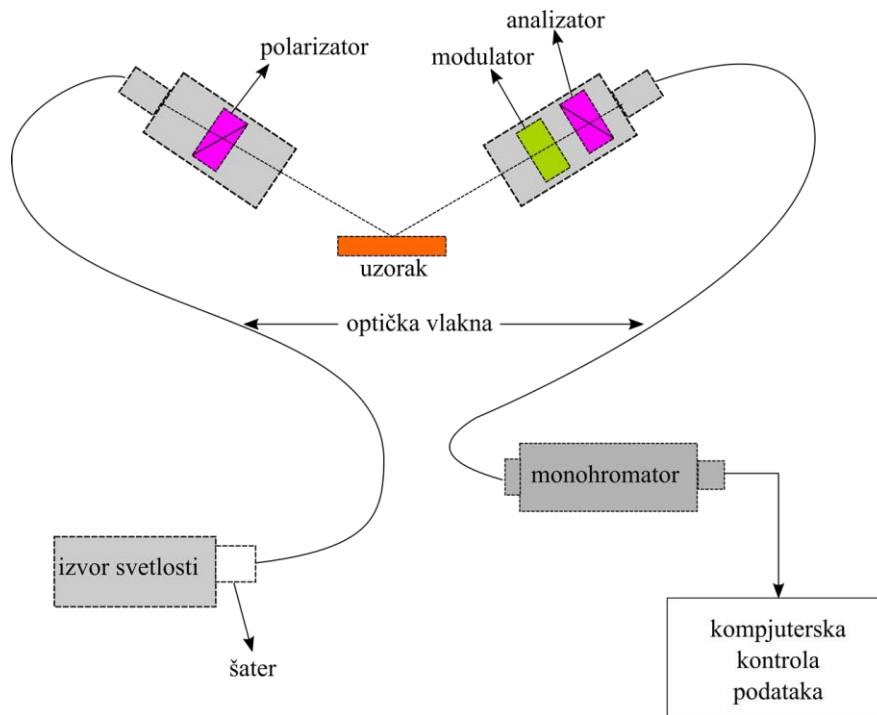 analizator
polarizator
modulator
uzorak
optička vlakna
monohromator
izvor svetlosti
šater
kompjuterska
kontrola
podataka